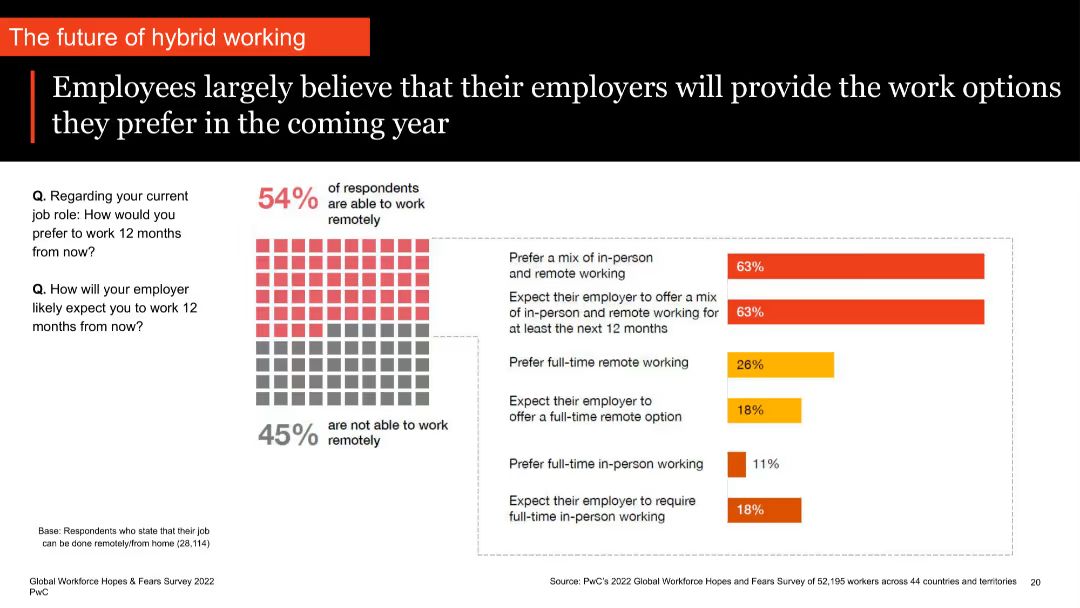 The future of hybrid working
Employees largely believe that their employers will provide the work options
they prefer in the coming year
Q. Regarding your current
job role: How would you
prefer to work 12 months
from now?
Q. How will your employer
likely expect you to work 12
months from now?
54%
of respondents
are able to work
remotely
45%
are not able to work
remotely
Prefer a mix of in-person
and remote working
63%
Expect their employer to offer a mix
of in-person and remote working for
at least the next 12 months
63%
Prefer full-time remote working
26%
Expect their employer to
offer a full-time remote option
18%
Prefer full-time in-person working
11%
Expect their employer to require
full-time in-person working
18%
Base: Respondents who state that their job
can be done remotely/from home (28,114)
Global Workforce Hopes & Fears Survey 2022
PwC
Source: PwC's 2022 Global Workforce Hopes and Fears Survey of 52,195 workers across 44 countries and territories
20